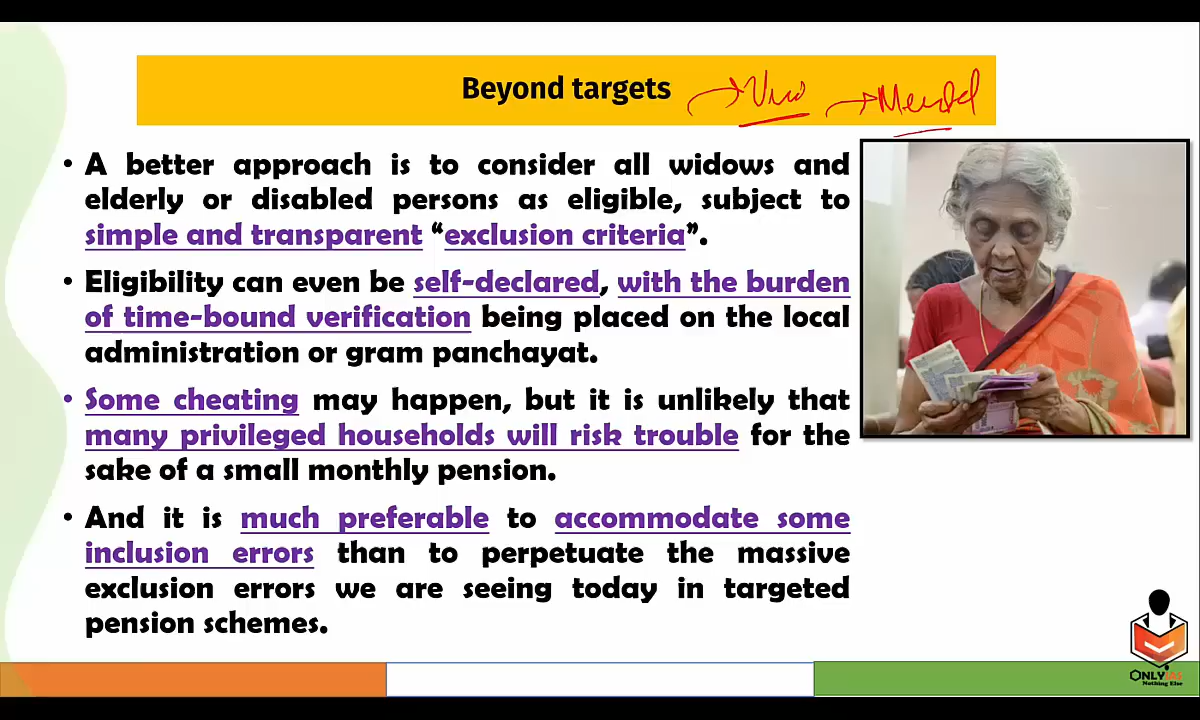 Beyond targets
• A better approach is to consider all widows and
elderly or disabled persons as eligible, subject to
simple and transparent “exclusion criteria”.
• Eligibility can even be self-declared, with the burden
of time-bound verification being placed on the local
administration or gram panchayat.
• Some cheating may happen, but it is unlikely that
many privileged households will risk trouble for the
sake of a small monthly pension.
• And it is much preferable to accommodate some
inclusion errors than to perpetuate the massive
exclusion errors we are seeing today in targeted
pension schemes.
ONLYIAS
Nothing Else